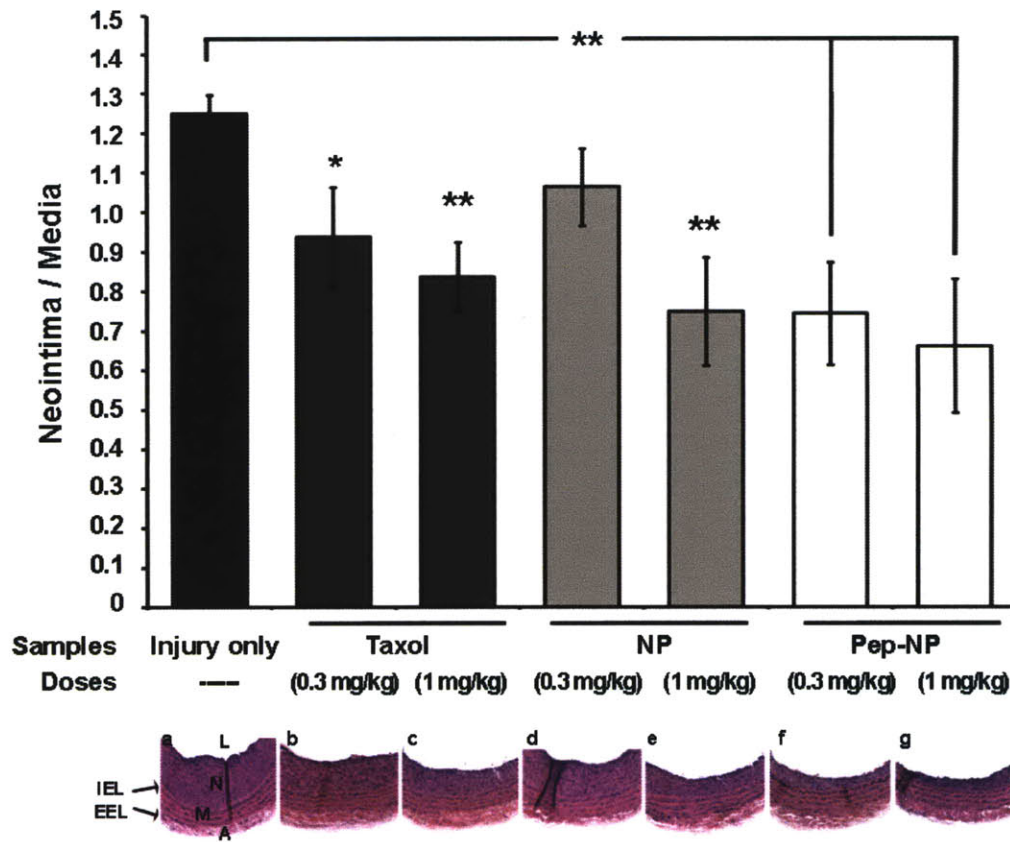 1.5
1.4
1.3
1.2
1.1
1.0
0.9
0.8
0.7
0.6
0.5
0.4
0.3
0.2
0.1
0
Neointima / Media
**
*
**
**
Samples Injury only Taxol NP Pep-NP
Doses ---- (0.3 mg/kg) (1 mg/kg) (0.3 mg/kg) (1 mg/kg) (0.3 mg/kg) (1 mg/kg)
a L b c d e f g
IEL N
EEL M
A